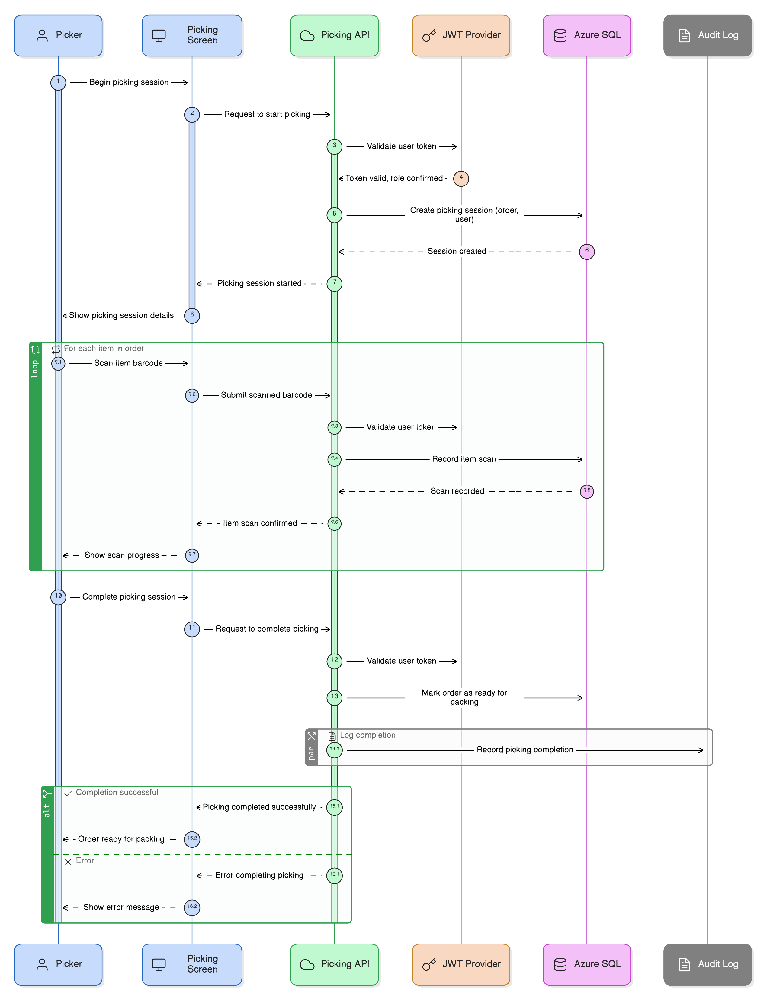 Picker
Picking
Screen
Picking API
JWT Provider
Azure SQL
Audit Log
1
Begin picking session
2
Request to start picking
3
Validate user token
Token valid, role confirmed
4
5
Create picking session (order,
user)
Session created
6
Picking session started
7
Show picking session details
8
loop
For each item in order
9.1
Scan item barcode
9.2
Submit scanned barcode
9.3
Validate user token
9.4
Record item scan
Scan recorded
9.5
Item scan confirmed
9.6
Show scan progress
9.7
10
Complete picking session
11
Request to complete picking
12
Validate user token
13
Mark order as ready for
packing
par
Log completion
14.1
Record picking completion
alt
Completion successful
Picking completed successfully
15.1
Order ready for packing
15.2
Error
Error completing picking
16.1
Show error message
16.2
Picker
Picking
Screen
Picking API
JWT Provider
Azure SQL
Audit Log